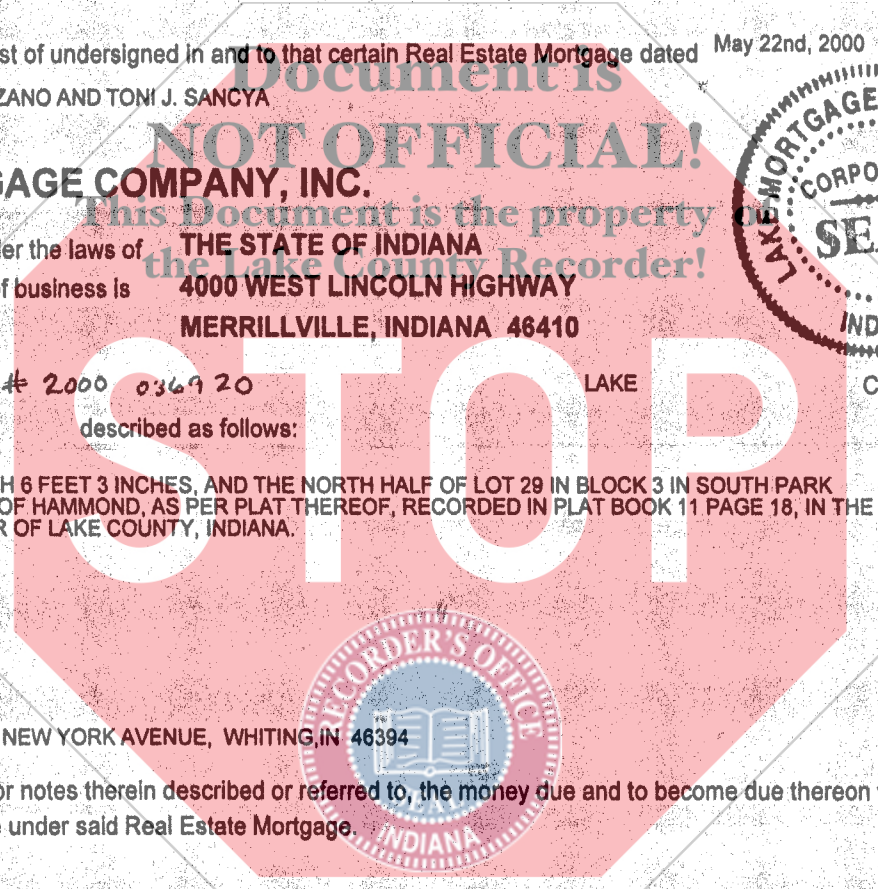 st of undersigned in and to that certain Real Estate Mortgage dated May 22nd, 2000
Document is
ZANO AND TONI J. SANCYA
NOT OFFICIAL!
GAGE COMPANY, INC.
This Document is the property of
er the laws of THE STATE OF INDIANA
the Lake County Recorder!
f business is 4000 WEST LINCOLN HIGHWAY
MERRILLVILLE, INDIANA 46410
LAKE MORTGAGE
CORPO
SEA
IND
# 2000 036920 LAKE C
described as follows:
STOP
H 6 FEET 3 INCHES, AND THE NORTH HALF OF LOT 29 IN BLOCK 3 IN SOUTH PARK
OF HAMMOND, AS PER PLAT THEREOF, RECORDED IN PLAT BOOK 11 PAGE 18, IN THE
R OF LAKE COUNTY, INDIANA.
RECORDER'S OFFICE
SEAL
INDIANA
NEW YORK AVENUE, WHITING,IN 46394
or notes therein described or referred to, the money due and to become due thereon
e under said Real Estate Mortgage.